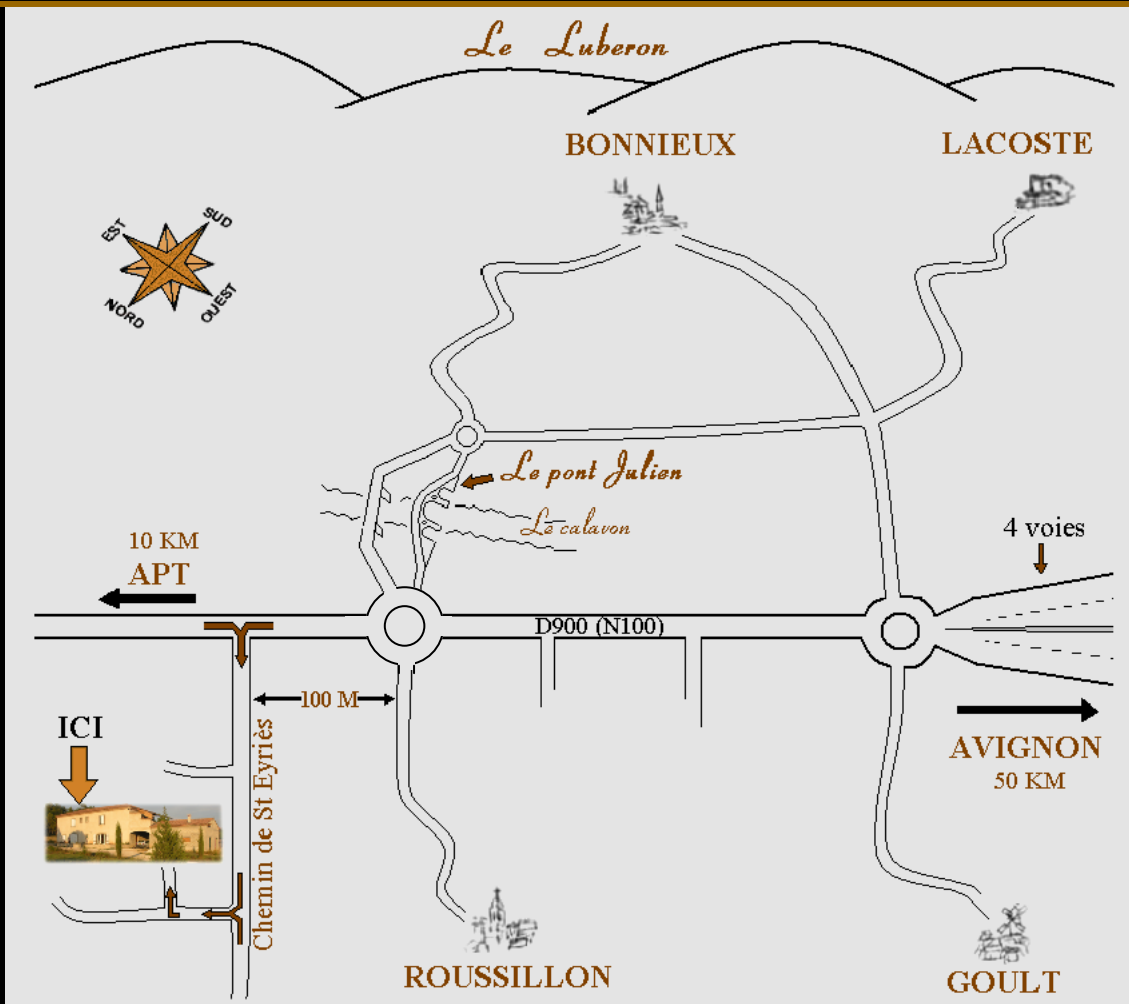 Le Luberon
BONNIEUX
LACOSTE
SUD
EST
OUEST
NORD
Le pont Julien
Le calavon
4 voies
10 KM
APT
D900 (N100)
100 M
ICI
Chemin de St Eyriès
AVIGNON
50 KM
ROUSSILLON
GOULT